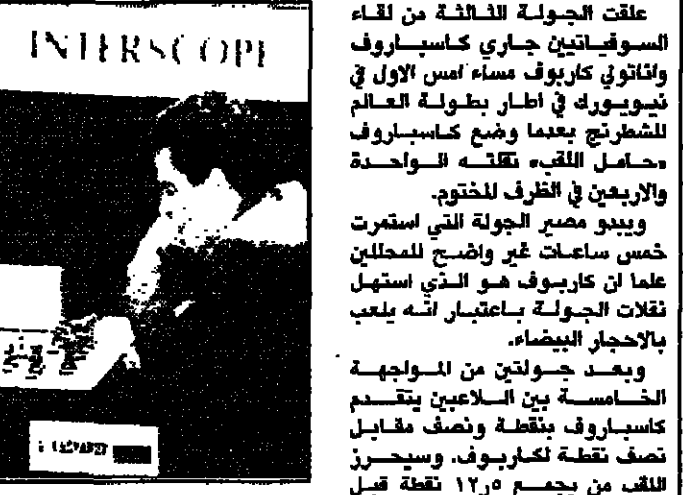 INTERSCOPE
علقت الجولة الثالثة من لقاء
السوفياتيين جاري كاسباروف
واناتولي كاربوف مساء امس الاول في
نيويورك في اطار بطولة العالم
للشطرنج بعدما وضع كاسباروف
«حامل اللقب» نقلته الواحدة
والاربعين في الظرف المختوم.
ويبدو مصير الجولة التي استمرت
خمس ساعات غير واضح للمحللين
علما ان كاربوف هو الذي استهل
نقلات الجولة باعتبار انه يلعب
بالاحجار البيضاء.
وبعد جولتين من المواجهة
الخامسة بين اللاعبين يتقدم
كاسباروف بنقطة ونصف مقابل
نصف نقطة لكاربوف. وسيحرز
اللقب من يجمع ١٢٫٥ نقطة قبل